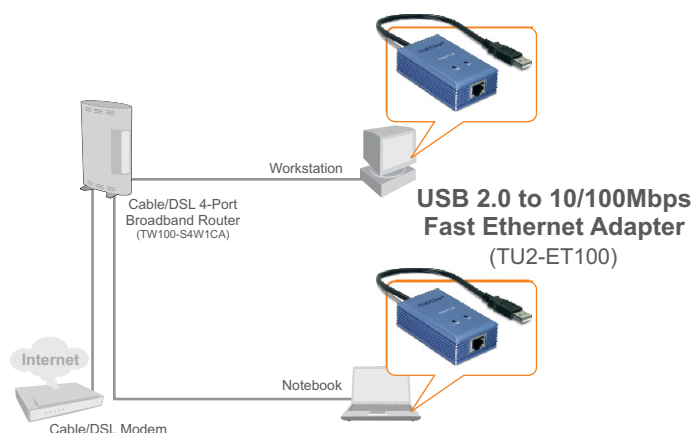 Workstation
Cable/DSL 4-Port
Broadband Router
(TW100-S4W1CA)
USB 2.0 to 10/100Mbps
Fast Ethernet Adapter
(TU2-ET100)
Internet
Notebook
Cable/DSL Modem